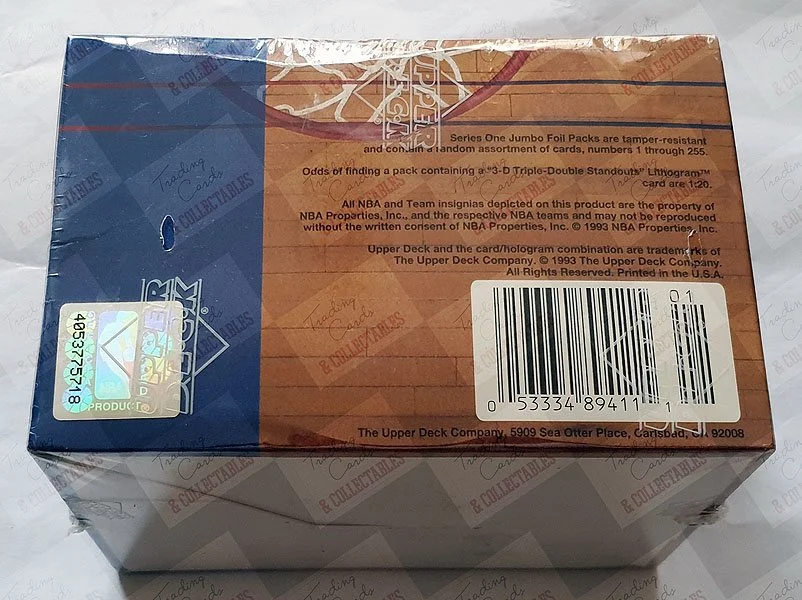 UPPER
DECK
Series One Jumbo Foil Packs are tamper-resistant
and contain a random assortment of cards, numbers 1 through 255.
Odds of finding a pack containing a "3-D Triple-Double Standouts" Lithogram™
card are 1:20.
All NBA and Team insignias depicted on this product are the property of
NBA Properties, Inc., and the respective NBA teams and may not be reproduced
without the written consent of NBA Properties, Inc. © 1993 NBA Properties, Inc.
Upper Deck and the card/hologram combination are trademarks of
The Upper Deck Company. © 1993 The Upper Deck Company.
All Rights Reserved. Printed in the U.S.A.
4053775718
NBA
PRODUCT
DECK
®
01
0 53334 89411 1
The Upper Deck Company, 5909 Sea Otter Place, Carlsbad, CA 92008
Trading
Cards
& COLLECTABLES